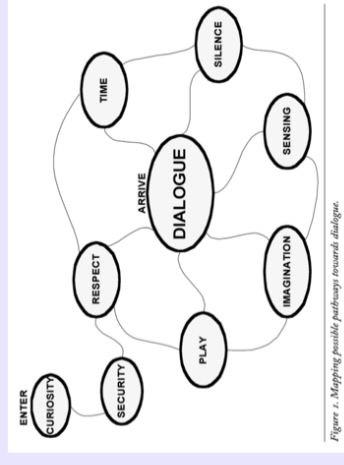 ENTER
CURIOSITY
SECURITY
RESPECT
TIME
ARRIVE
DIALOGUE
SILENCE
PLAY
IMAGINATION
SENSING
Figure 1. Mapping possible pathways towards dialogue.